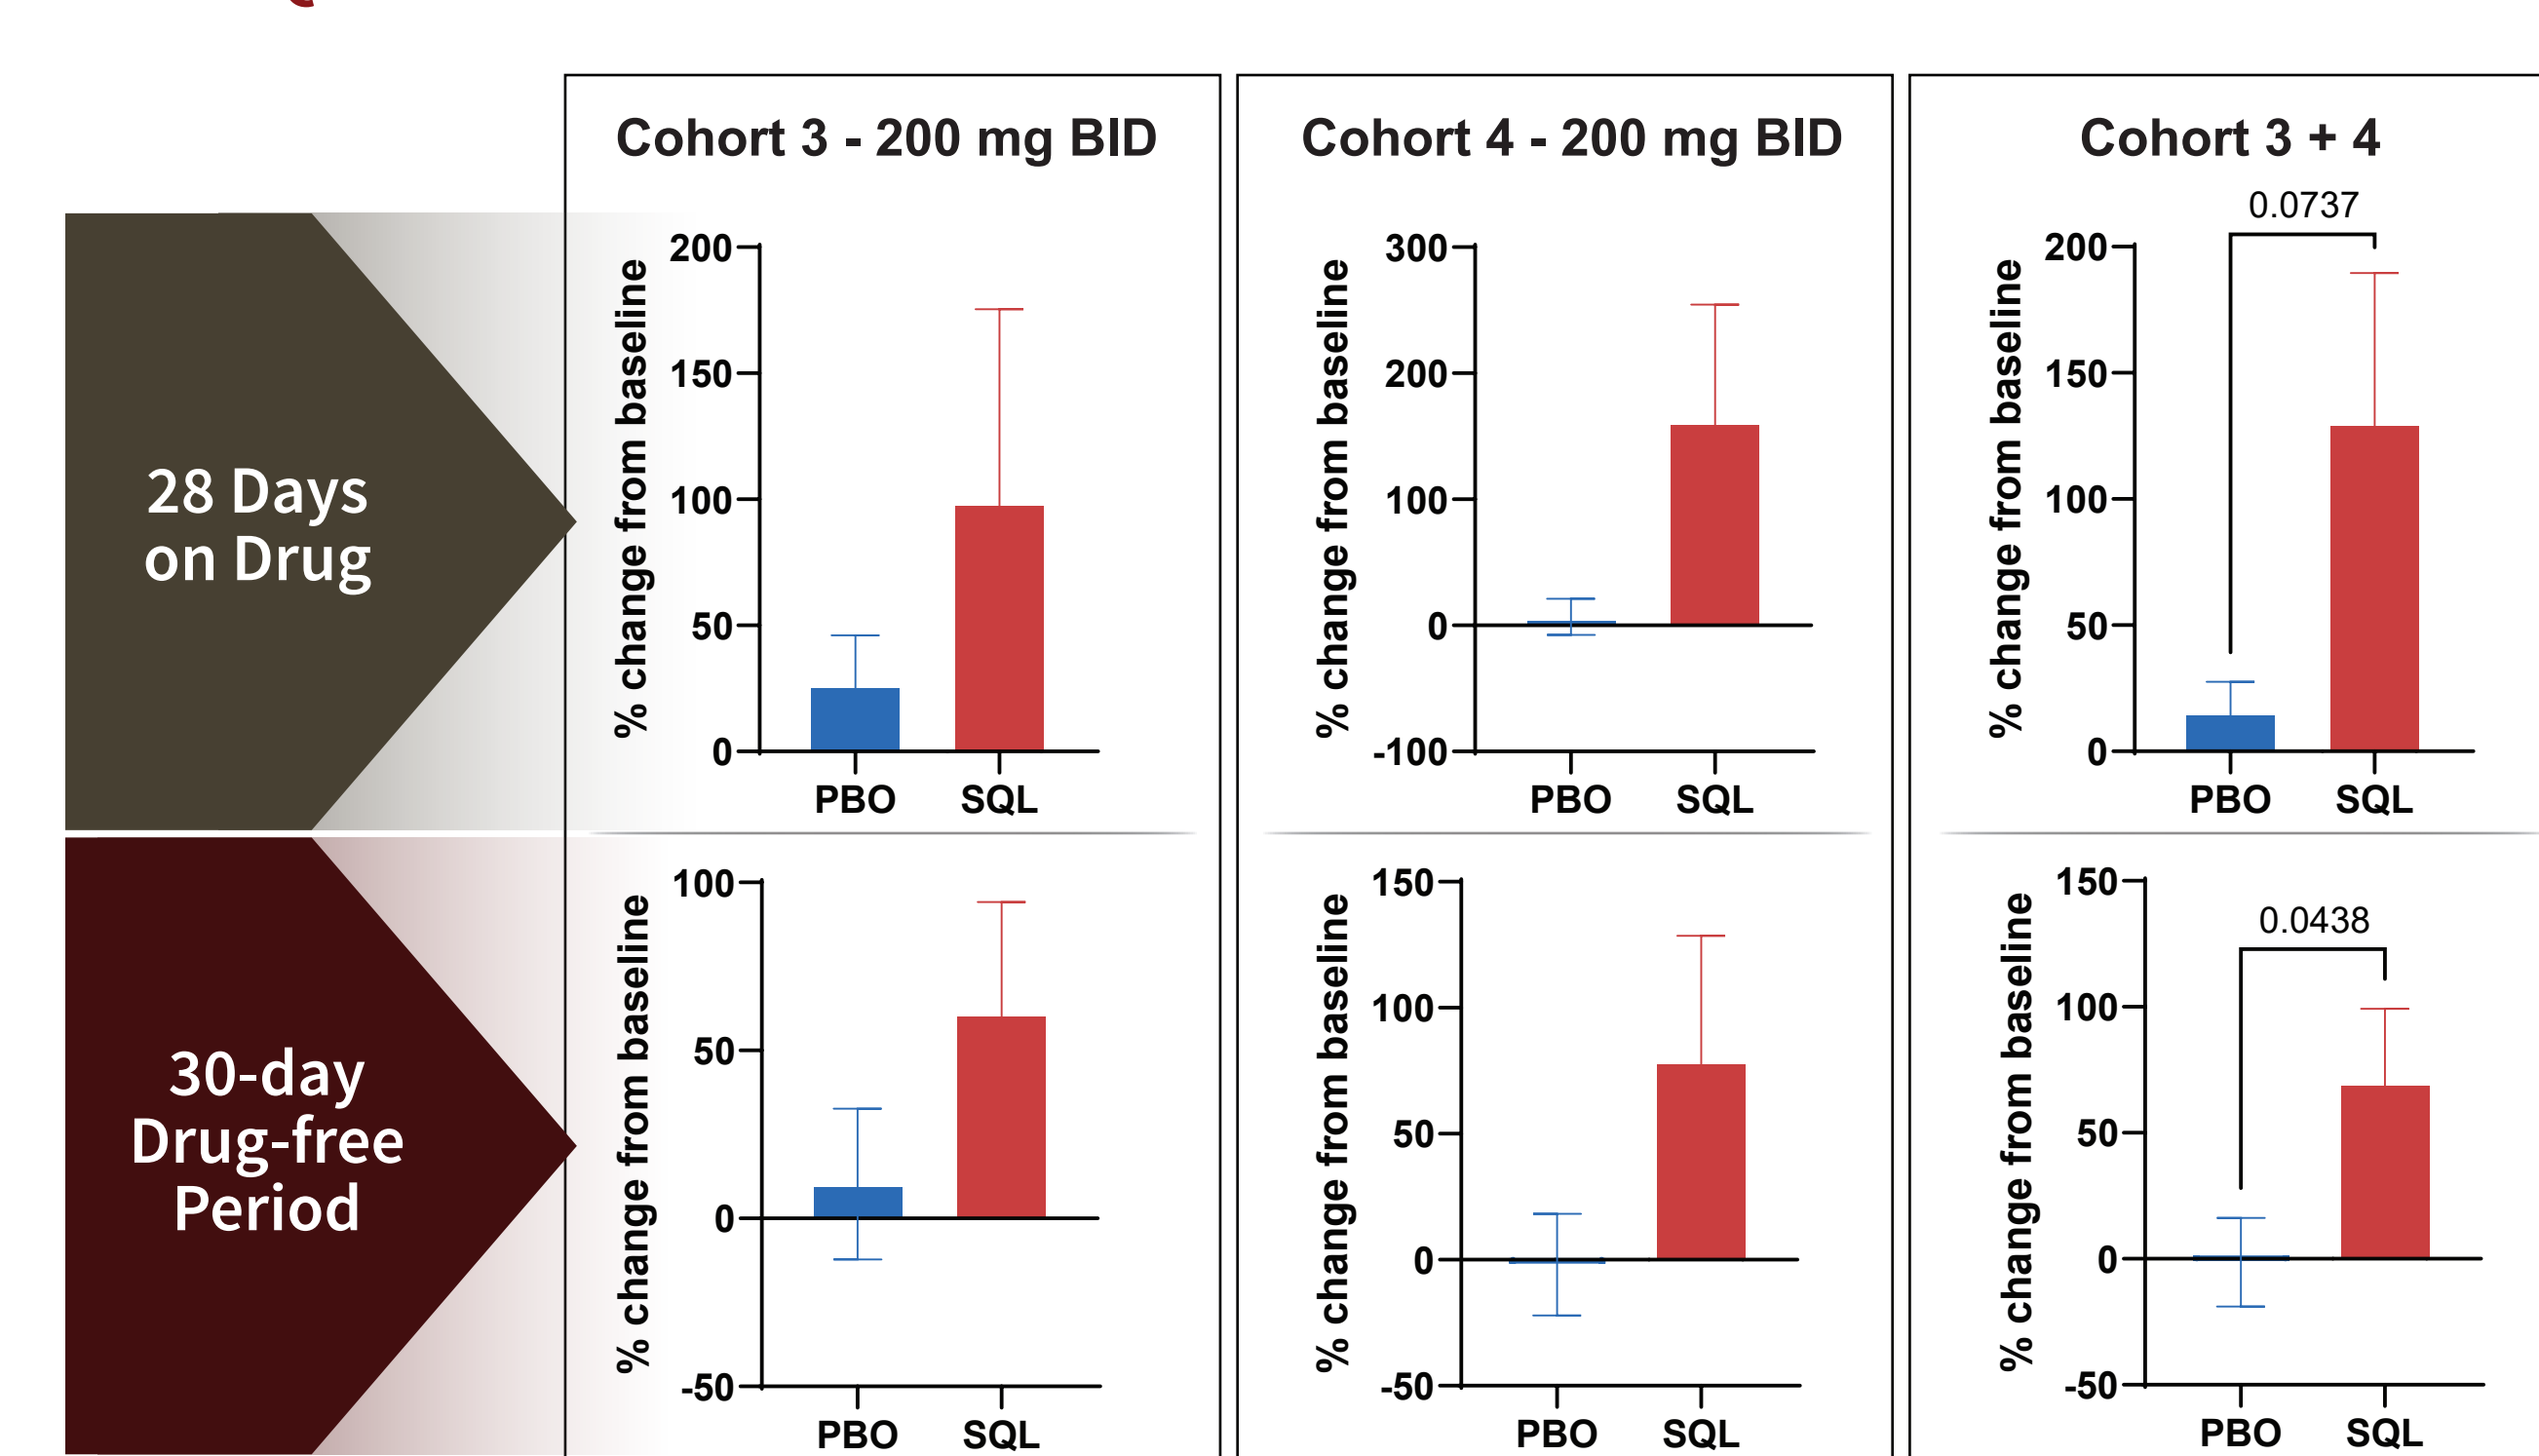 Cohort 3 - 200 mg BID
Cohort 4 - 200 mg BID
Cohort 3 + 4
28 Days
on Drug
% change from baseline
200
150
100
50
0
PBO SQL
% change from baseline
300
200
100
0
-100
PBO SQL
% change from baseline
0.0737
200
150
100
50
0
PBO SQL
30-day
Drug-free
Period
% change from baseline
100
50
0
-50
PBO SQL
% change from baseline
150
100
50
0
-50
PBO SQL
% change from baseline
150
0.0438
100
50
0
-50
PBO SQL